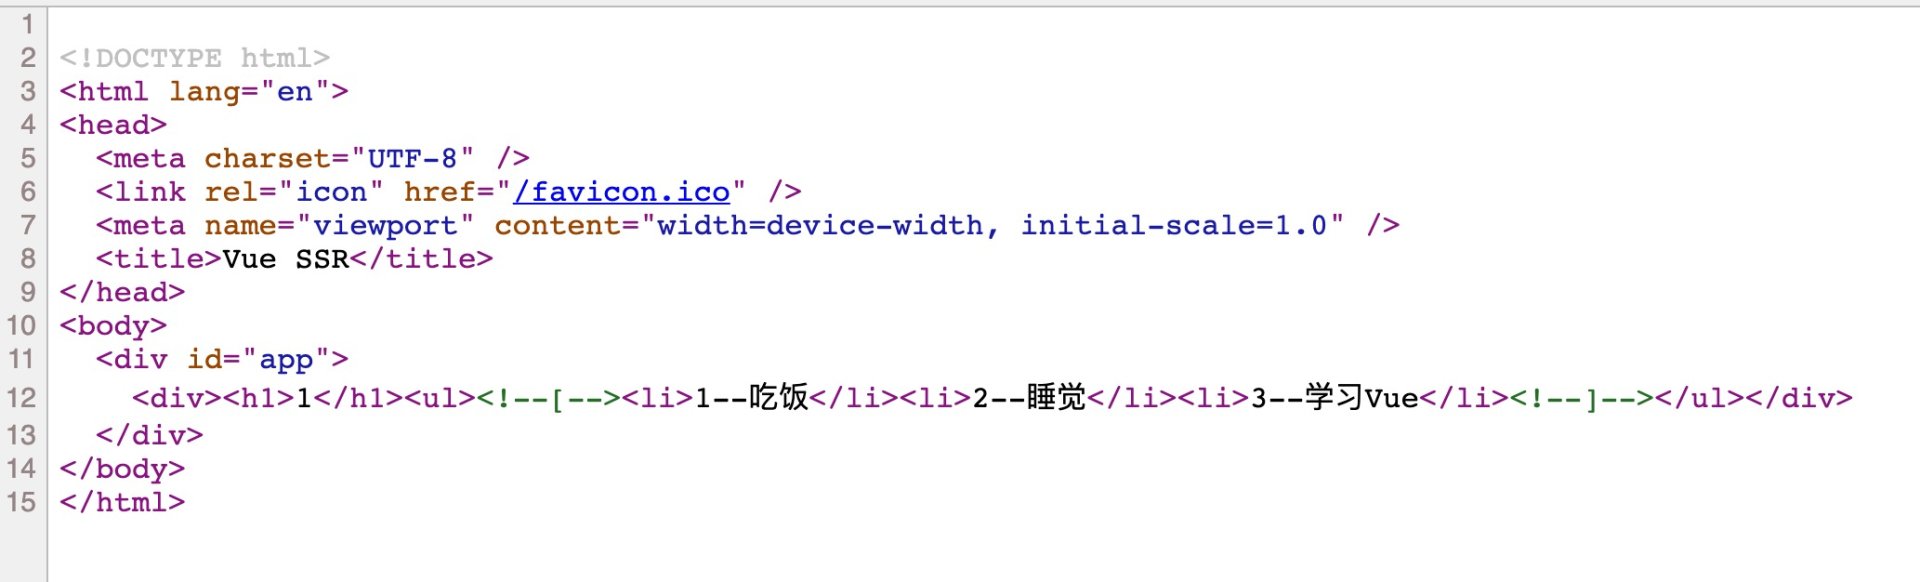 1
2 <!DOCTYPE html>
3 <html lang="en">
4 <head>
5   <meta charset="UTF-8" />
6   <link rel="icon" href="/favicon.ico" />
7   <meta name="viewport" content="width=device-width, initial-scale=1.0" />
8   <title>Vue SSR</title>
9 </head>
10 <body>
11   <div id="app">
12     <div><h1>1</h1><ul><!--[--><li>1--吃饭</li><li>2--睡觉</li><li>3--学习Vue</li><!--]--></ul></div>
13   </div>
14 </body>
15 </html>